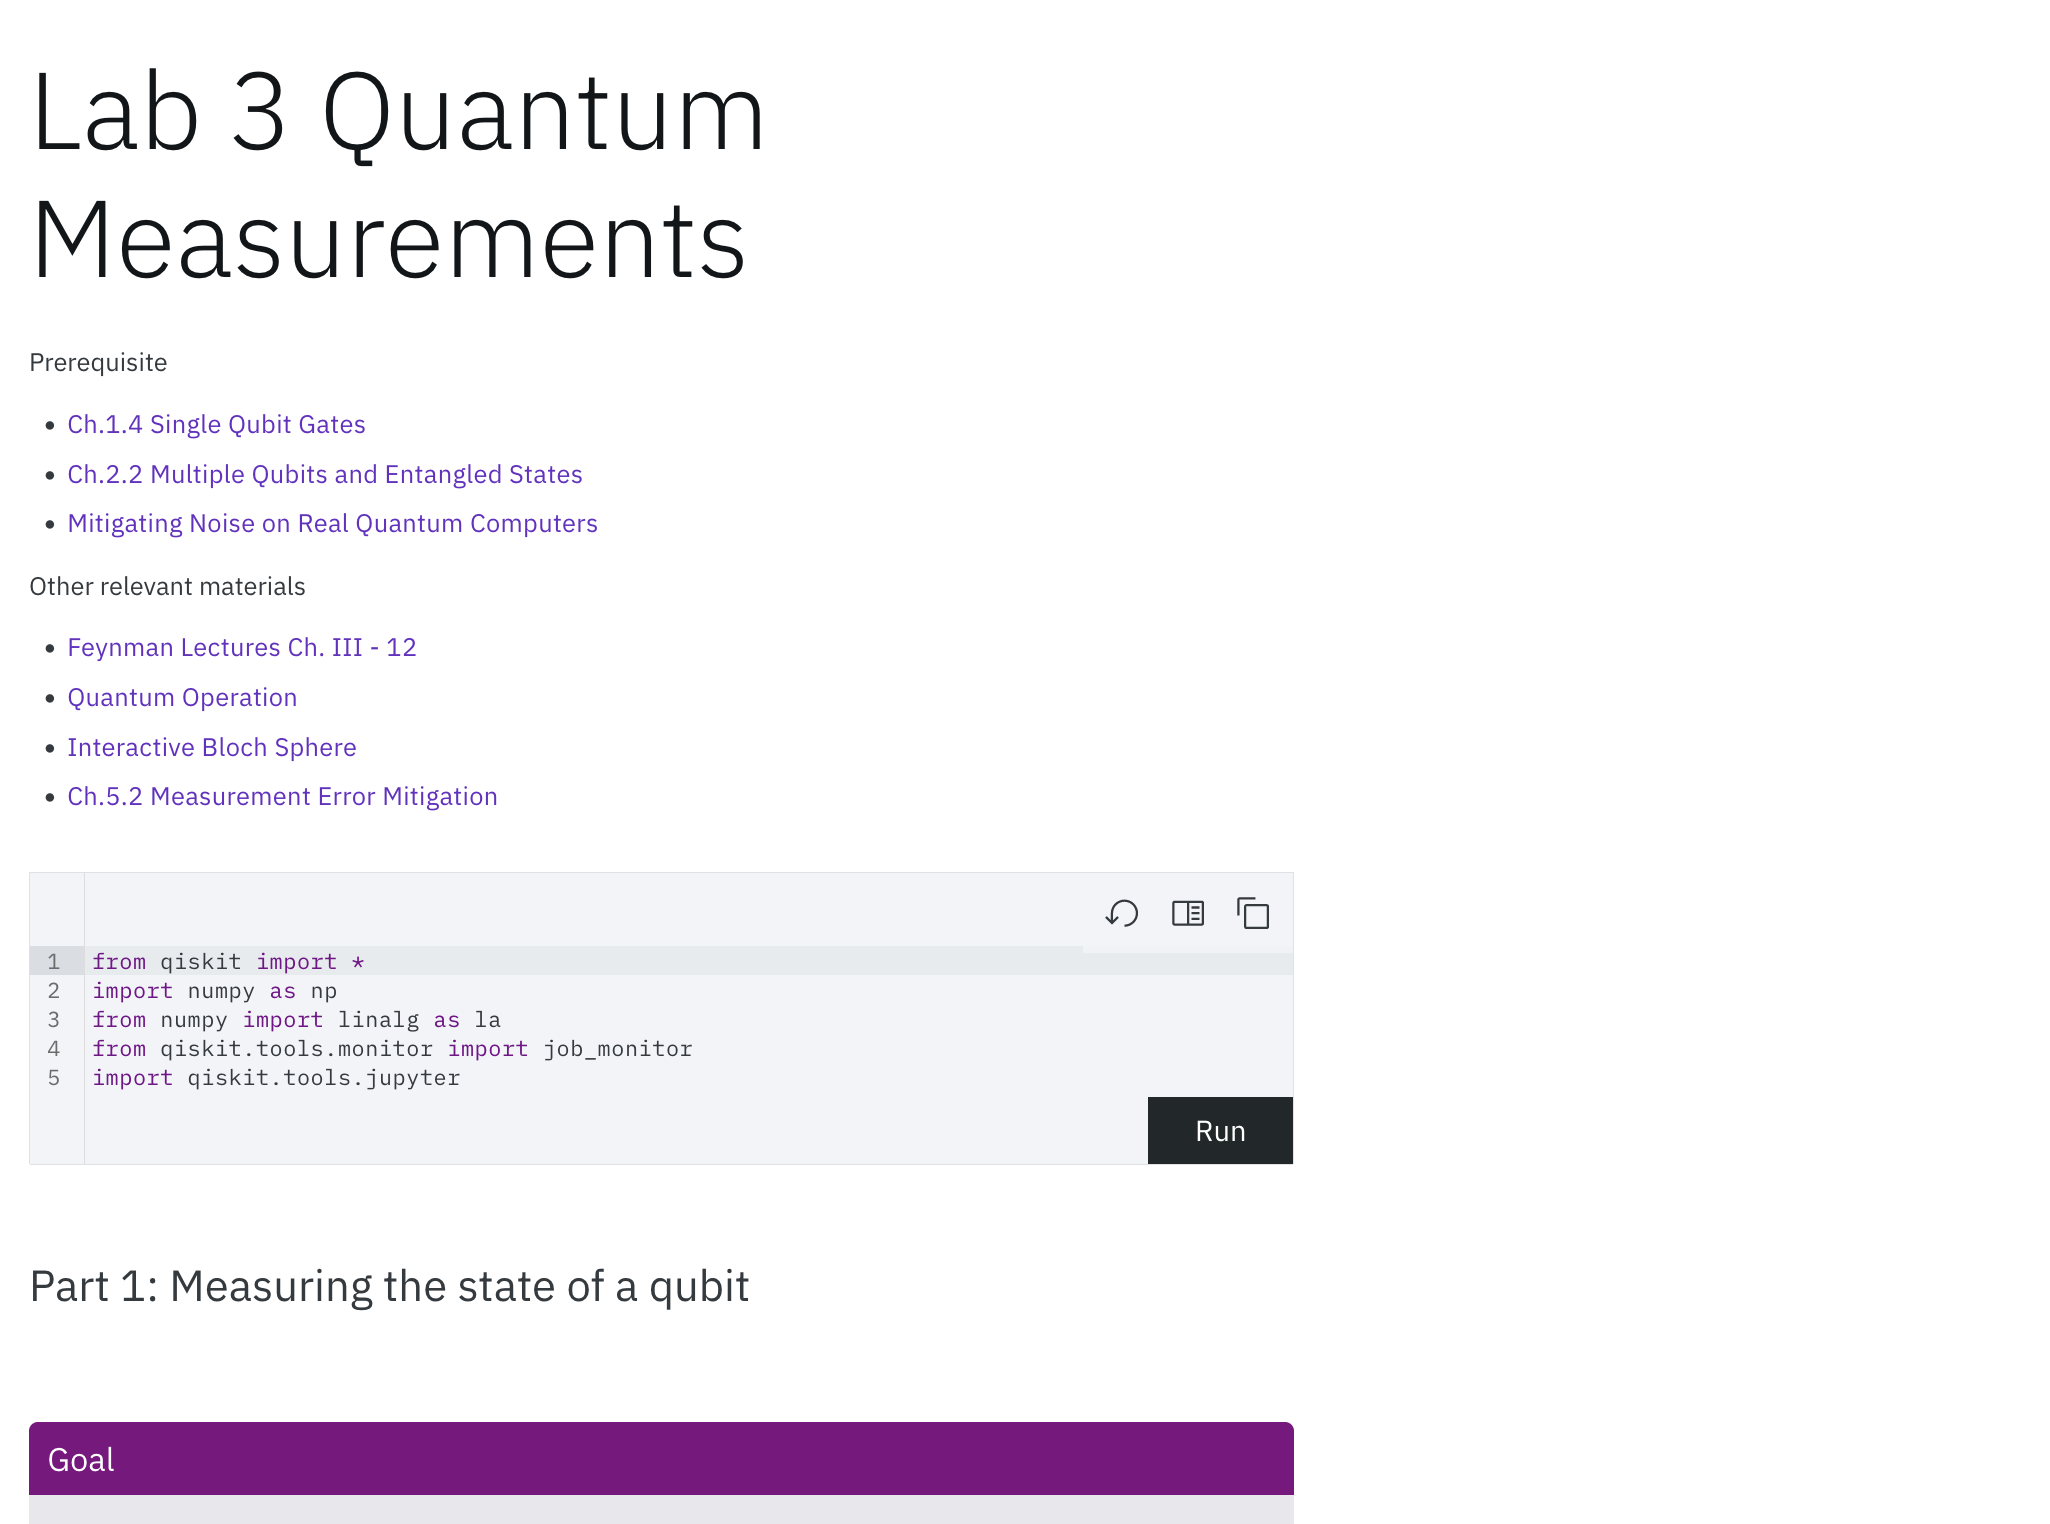 Lab 3 Quantum
Measurements
Prerequisite
Ch.1.4 Single Qubit Gates
Ch.2.2 Multiple Qubits and Entangled States
Mitigating Noise on Real Quantum Computers
Other relevant materials
Feynman Lectures Ch. III - 12
Quantum Operation
Interactive Bloch Sphere
Ch.5.2 Measurement Error Mitigation
1 from qiskit import *
2 import numpy as np
3 from numpy import linalg as la
4 from qiskit.tools.monitor import job_monitor
5 import qiskit.tools.jupyter
Run
Part 1: Measuring the state of a qubit
Goal